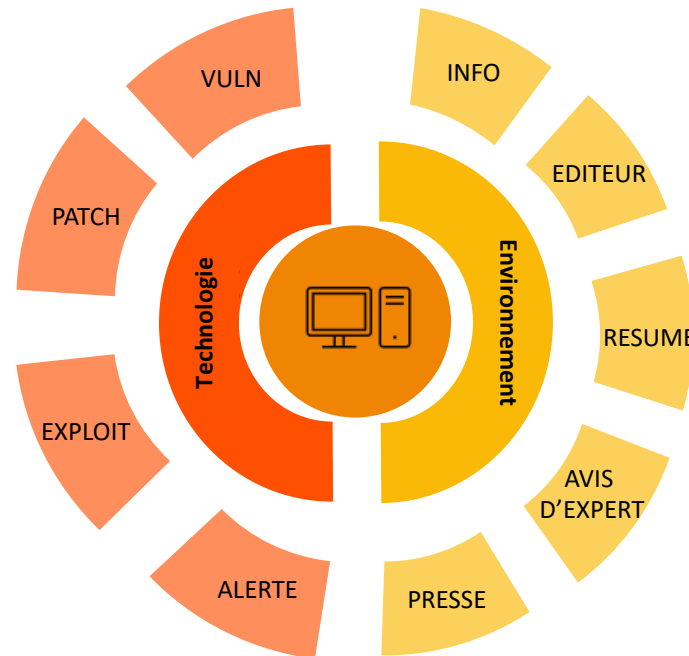 VULN
INFO
EDITEUR
PATCH
Technologie
Environnement
RESUME
EXPLOIT
AVIS
D’EXPERT
ALERTE
PRESSE